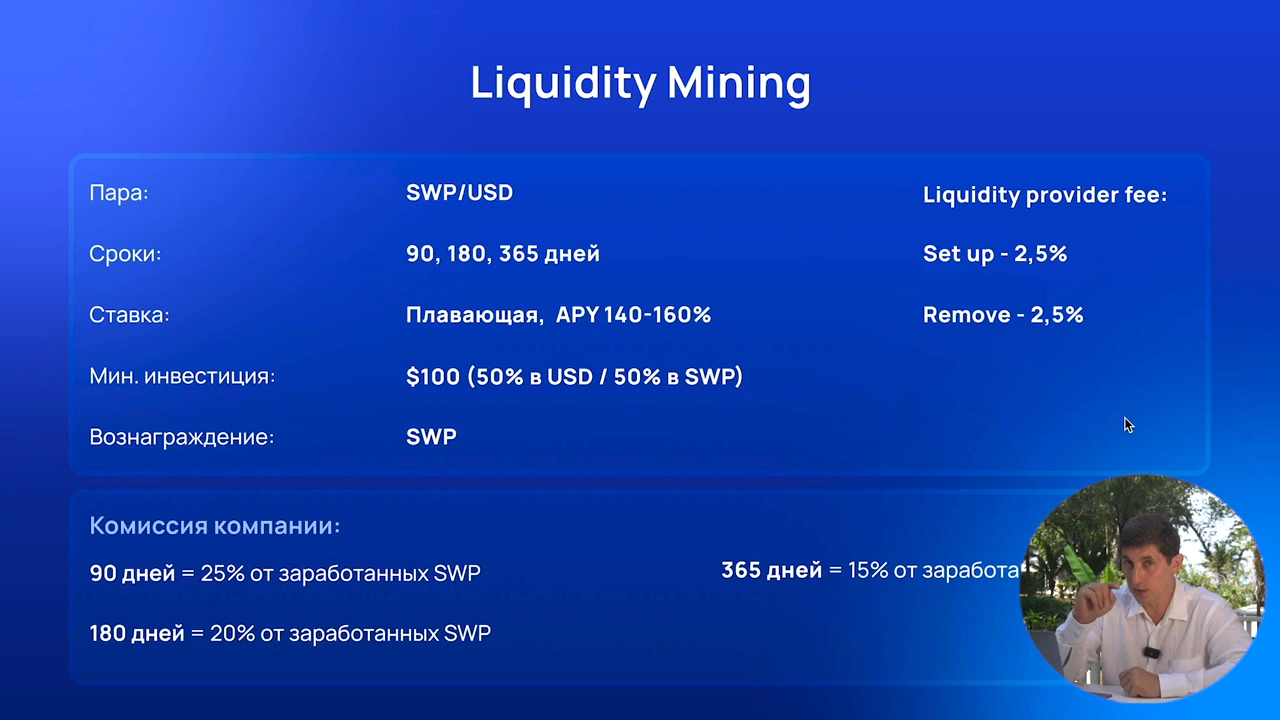 Liquidity Mining
Пара: SWP/USD Liquidity provider fee:
Сроки: 90, 180, 365 дней Set up - 2,5%
Ставка: Плавающая, APY 140-160% Remove - 2,5%
Мин. инвестиция: $100 (50% в USD / 50% в SWP)
Вознаграждение: SWP
Комиссия компании:
90 дней = 25% от заработанных SWP 365 дней = 15% от
180 дней = 20% от заработанных SWP